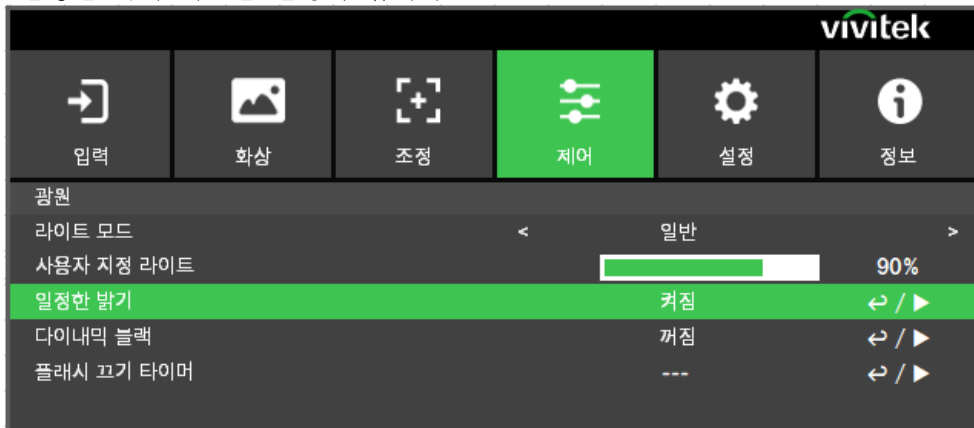 vivitek
입력 화상 조정 제어 설정 정보
광원
라이트 모드 < 일반 >
사용자 지정 라이트 90%
일정한 밝기 켜짐 ↩ / ▶
다이내믹 블랙 꺼짐 ↩ / ▶
플래시 끄기 타이머 --- ↩ / ▶